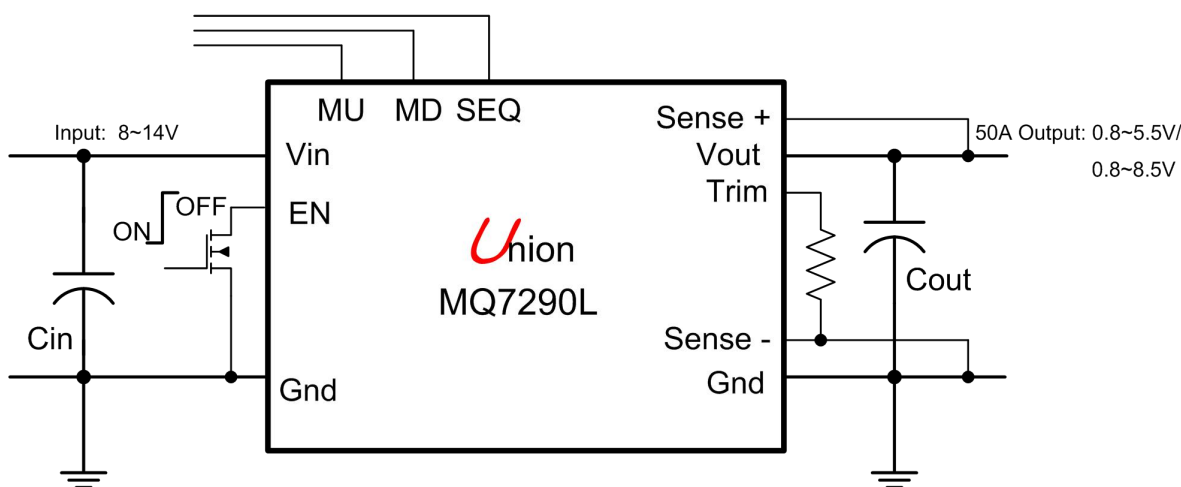 MU MD SEQ
Input: 8~14V
Vin
EN
ON
OFF
Cin
Gnd
Union
MQ7290L
Sense +
Vout
Trim
Sense -
Gnd
50A Output: 0.8~5.5V/
0.8~8.5V
Cout